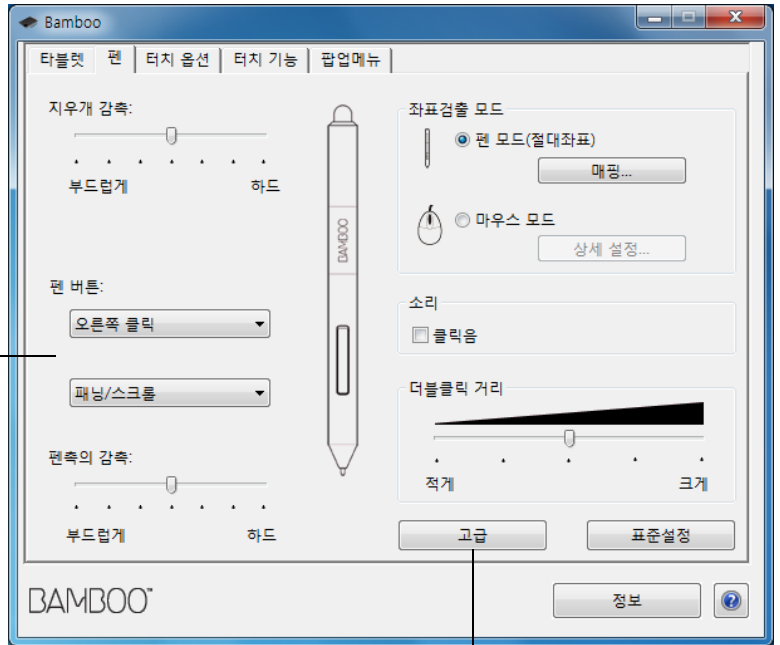 Bamboo
타블렛 펜 터치 옵션 터치 기능 팝업메뉴
지우개 감촉:
부드럽게 하드
펜 버튼:
오른쪽 클릭
패닝/스크롤
펜촉의 감촉:
부드럽게 하드
BAMBOO
좌표검출 모드
펜 모드(절대좌표)
매핑...
마우스 모드
상세 설정...
소리
클릭음
더블클릭 거리
적게 크게
고급 표준설정
BAMBOO™
정보 ?